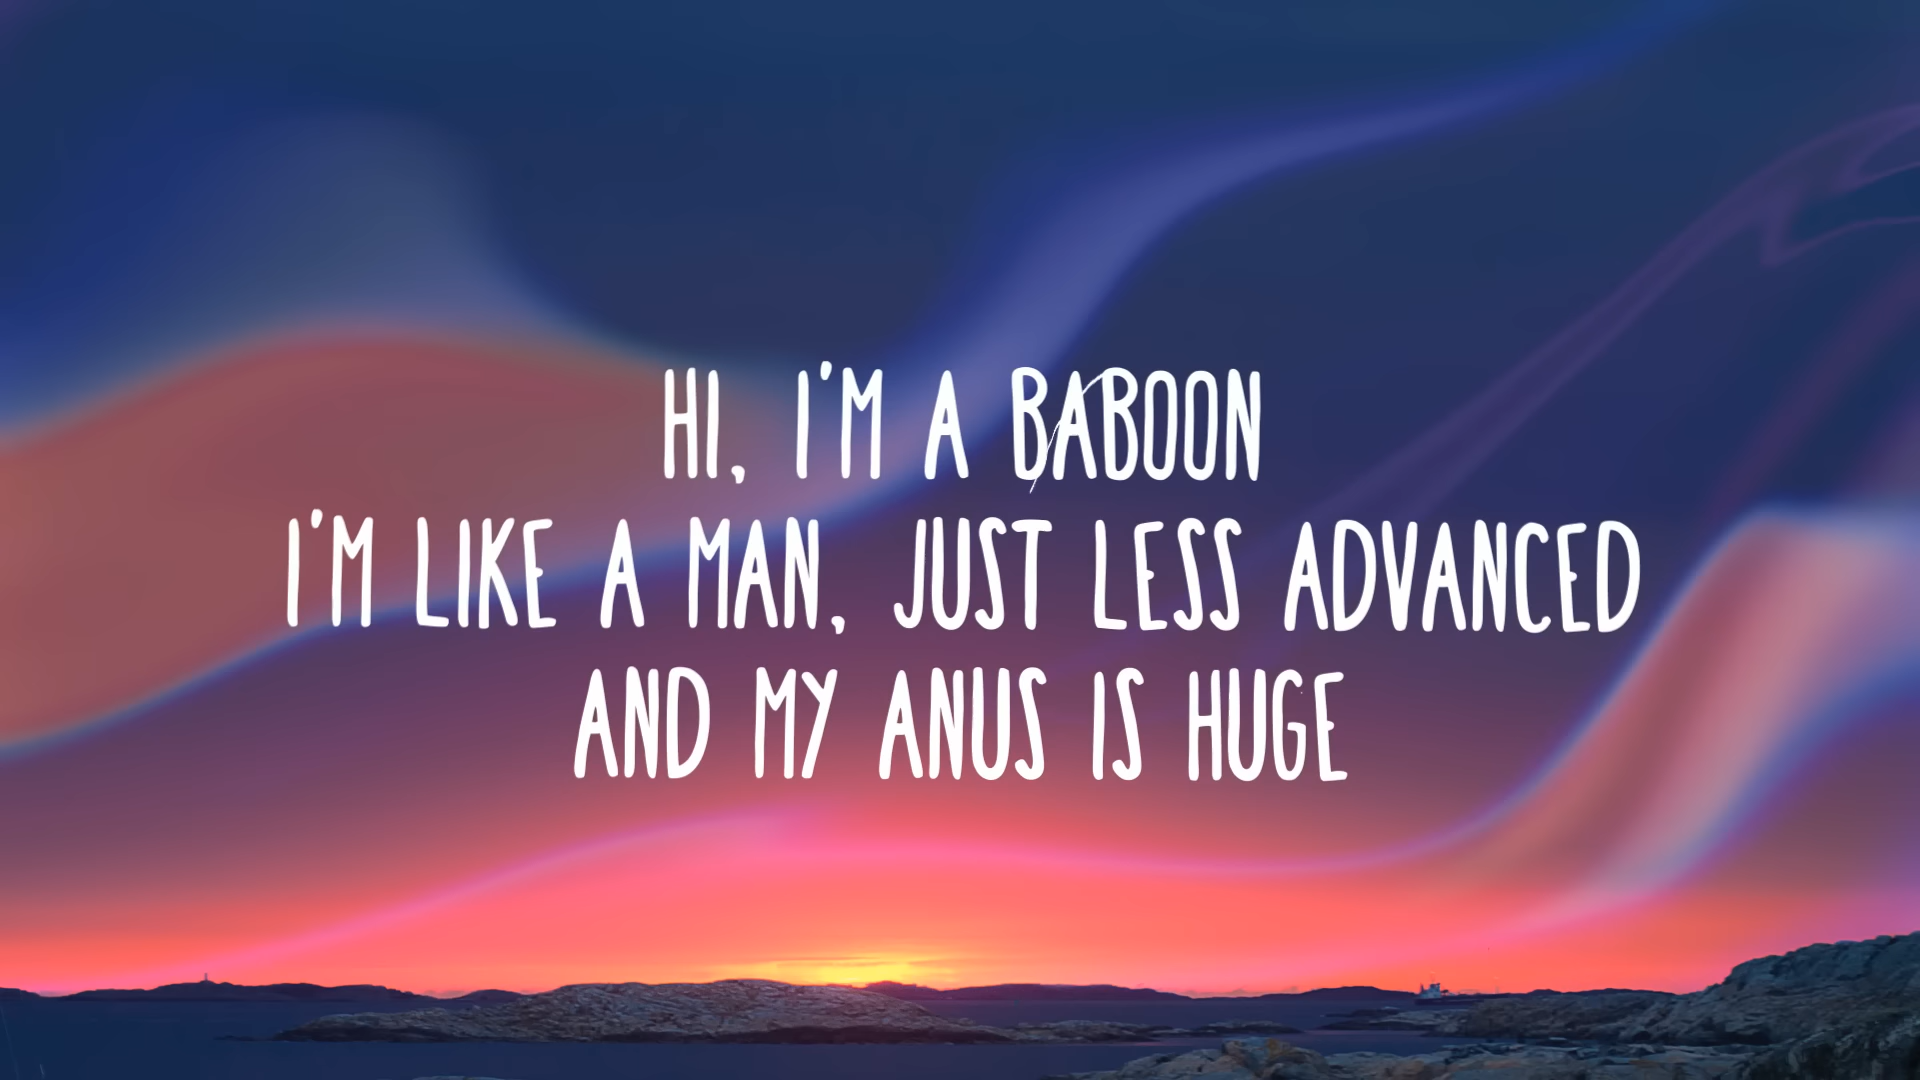 HI, I'M A BABOON
I'M LIKE A MAN, JUST LESS ADVANCED
AND MY ANUS IS HUGE